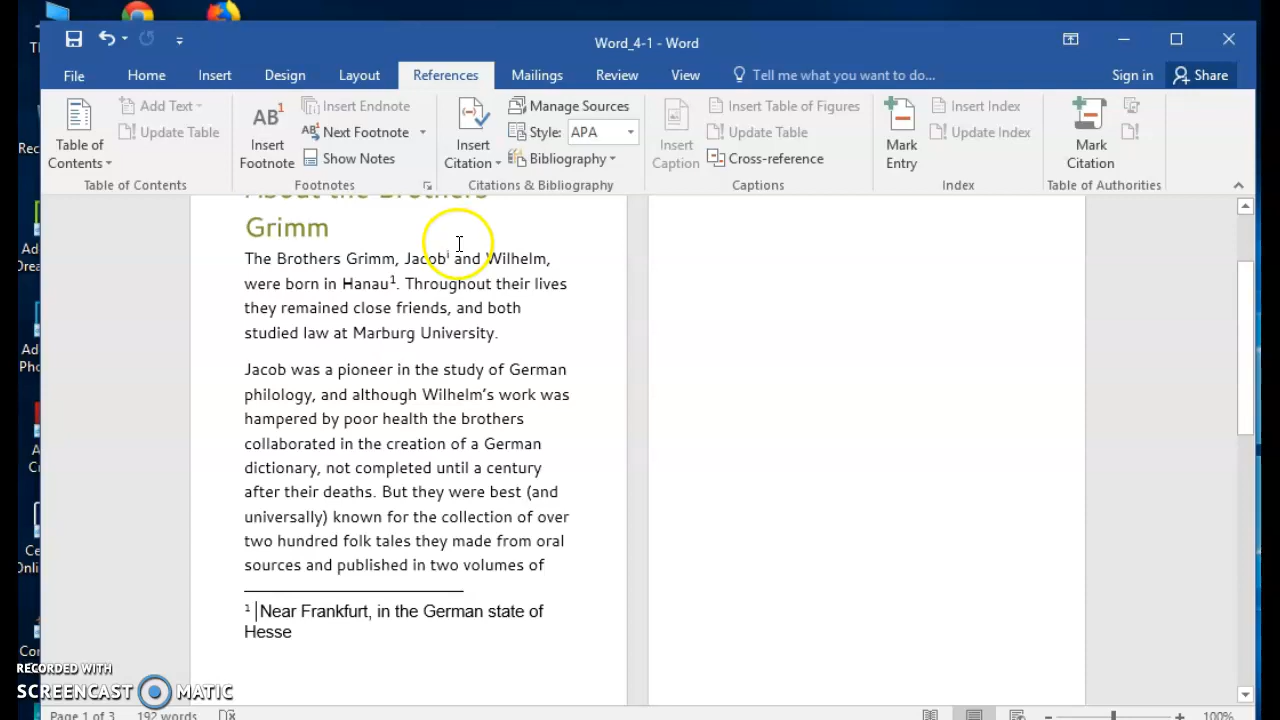 Word_4-1 - Word
File Home Insert Design Layout References Mailings Review View Tell me what you want to do... Sign in Share
Table of Contents
Add Text
Update Table
Table of Contents
AB¹ Insert Footnote
Insert Endnote
Next Footnote
Show Notes
Footnotes
Insert Citation
Manage Sources
Style: APA
Bibliography
Citations & Bibliography
Insert Caption
Insert Table of Figures
Update Table
Cross-reference
Captions
Mark Entry
Insert Index
Update Index
Index
Mark Citation
Table of Authorities
About the Brothers
Grimm
The Brothers Grimm, Jacobⁱ and Wilhelm,
were born in Hanau¹. Throughout their lives
they remained close friends, and both
studied law at Marburg University.
Jacob was a pioneer in the study of German
philology, and although Wilhelm's work was
hampered by poor health the brothers
collaborated in the creation of a German
dictionary, not completed until a century
after their deaths. But they were best (and
universally) known for the collection of over
two hundred folk tales they made from oral
sources and published in two volumes of
¹ Near Frankfurt, in the German state of
Hesse
RECORDED WITH
SCREENCAST MATIC
Page 1 of 3 192 words 100%